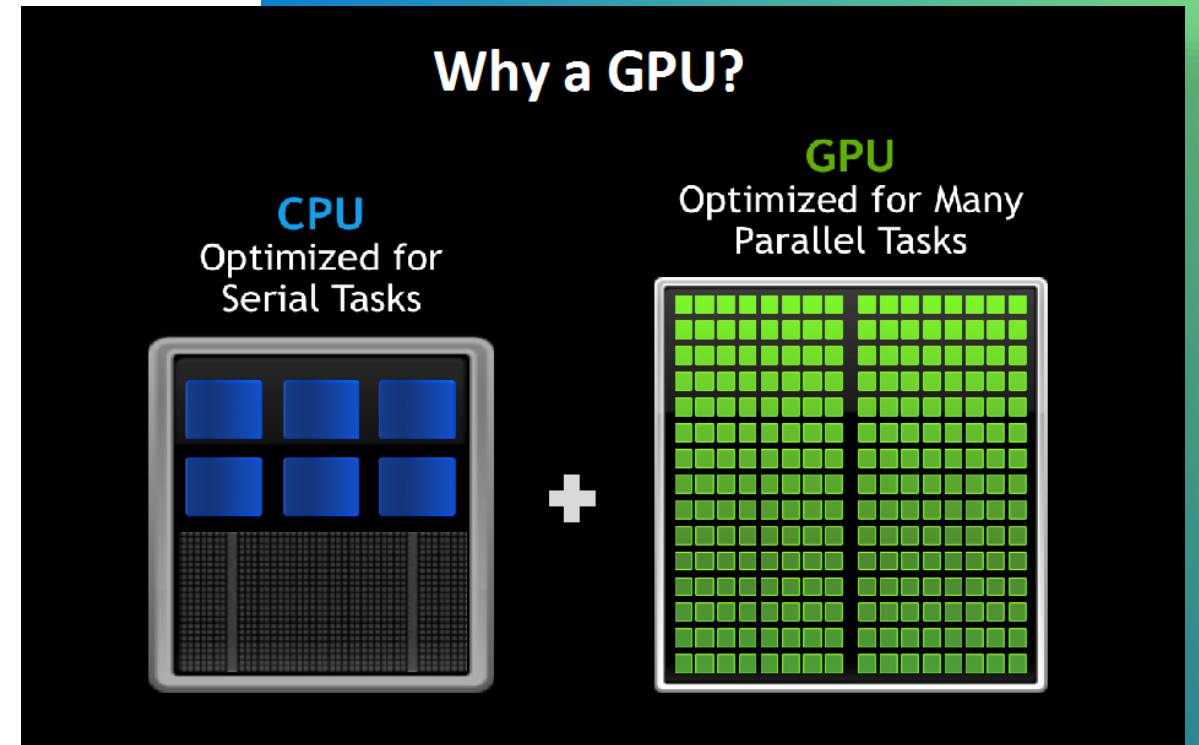 Why a GPU?
CPU
Optimized for
Serial Tasks
GPU
Optimized for Many
Parallel Tasks